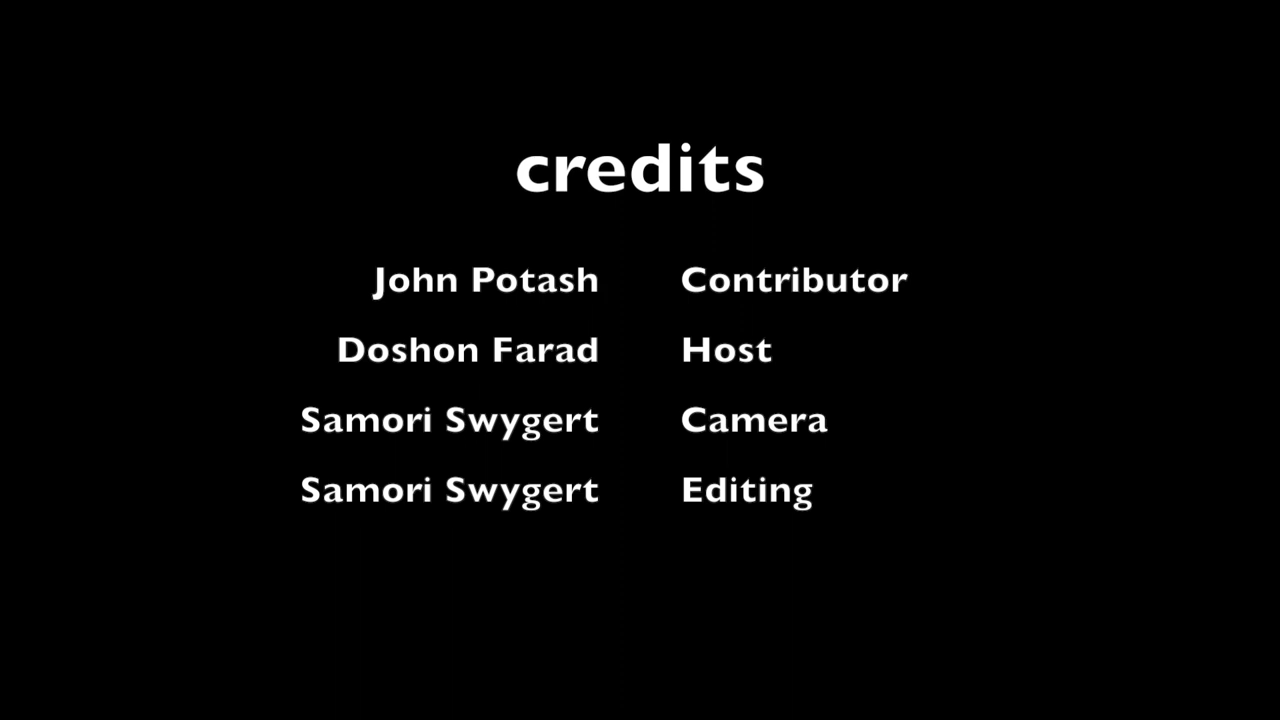 credits
John Potash Contributor
Doshon Farad Host
Samori Swygert Camera
Samori Swygert Editing